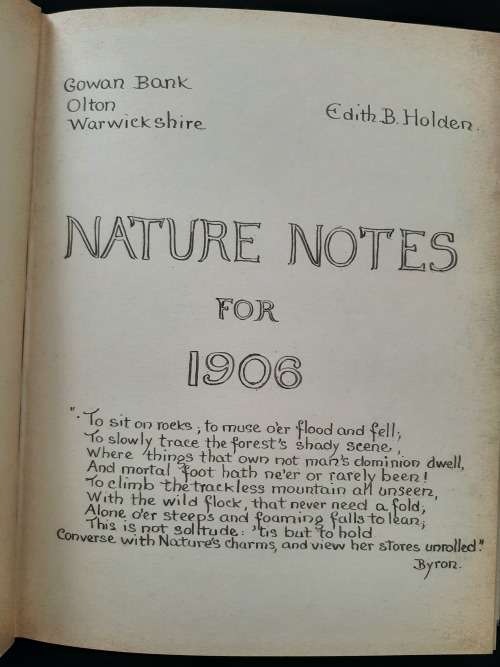 Gowan Bank
Olton
Warwickshire
Edith B. Holden.
NATURE NOTES
FOR
1906
". To sit on rocks; to muse o'er flood and fell;
To slowly trace the forest's shady scene,
Where things that own not man's dominion dwell,
And mortal foot hath ne'er or rarely been!
To climb the trackless mountain all unseen,
With the wild flock, that never need a fold;
Alone o'er steeps and foaming falls to lean;
This is not solitude: 'tis but to hold
Converse with Nature's charms, and view her stores unrolled."
Byron.